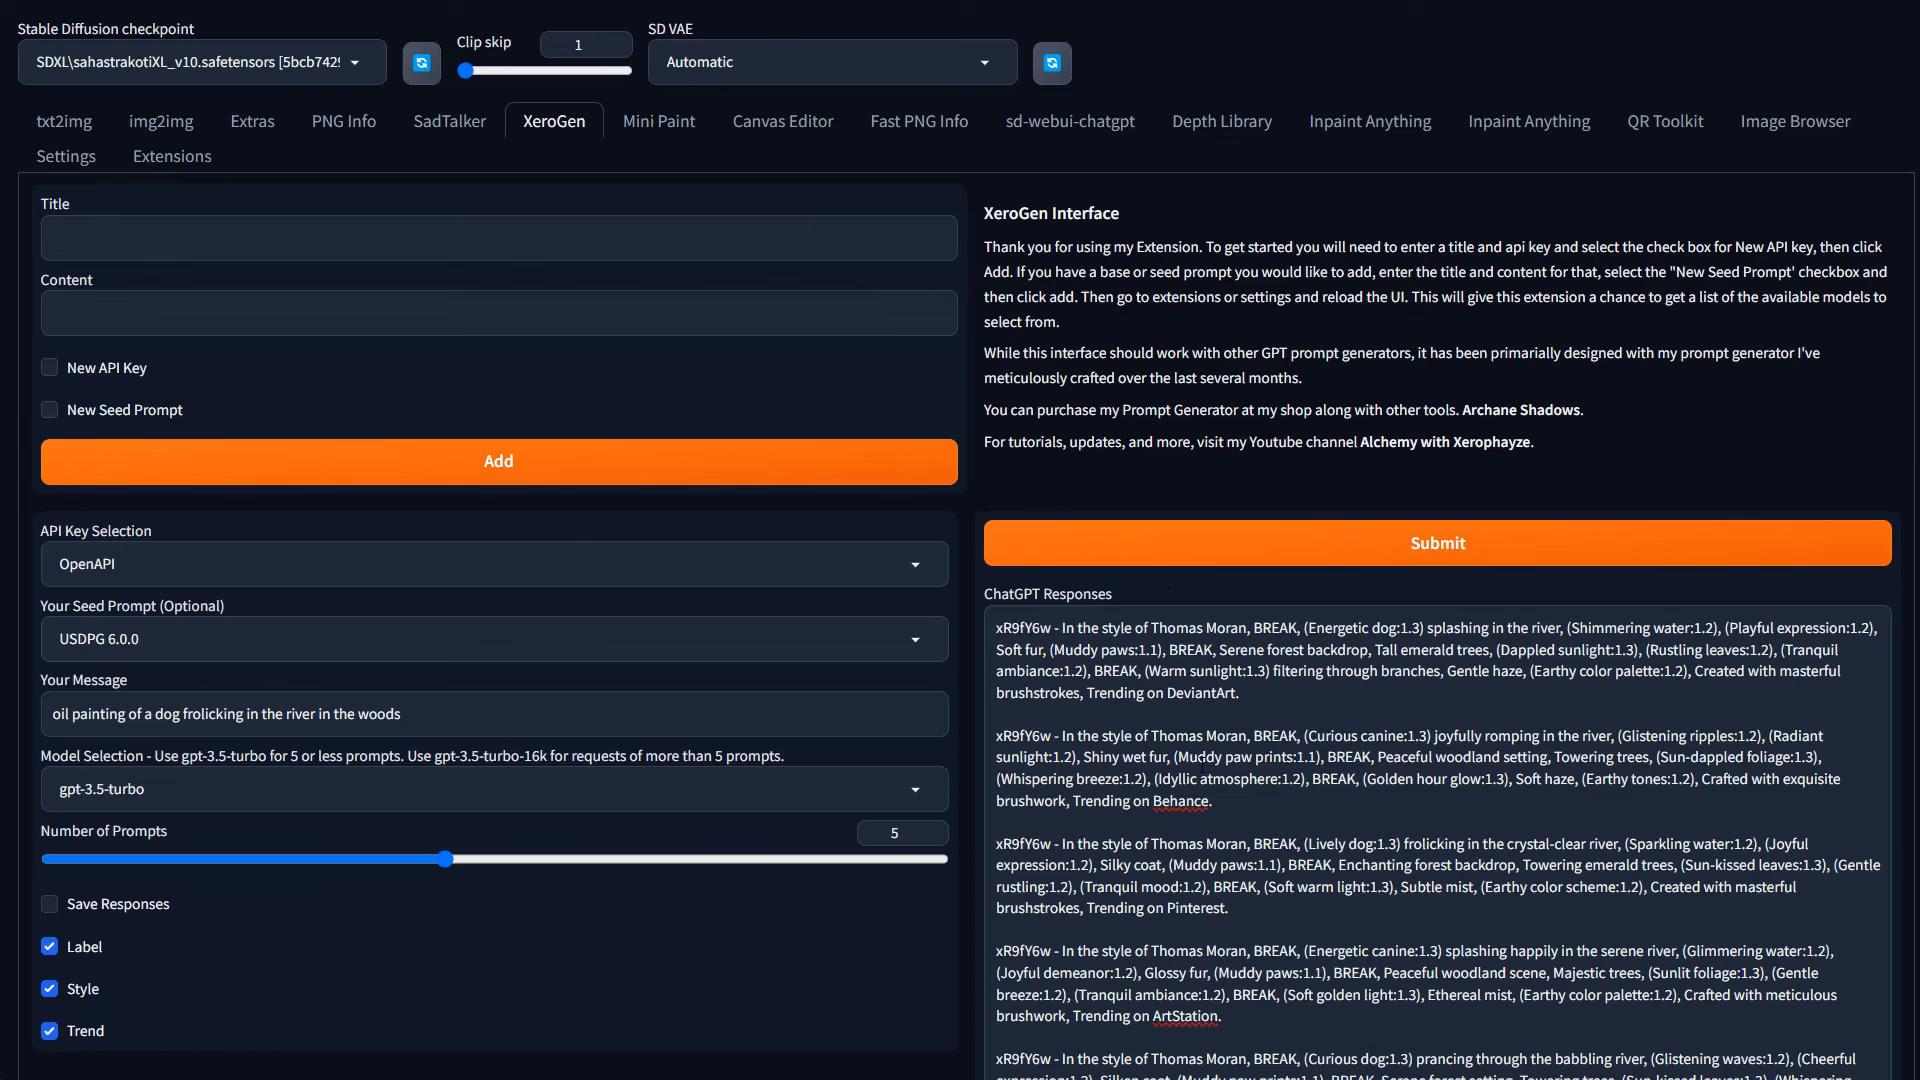 Stable Diffusion checkpoint
SDXL\sahastrakotiXL_v10.safetensors [5bcb742
Clip skip
1
SD VAE
Automatic
txt2img
img2img
Extras
PNG Info
SadTalker
XeroGen
Mini Paint
Canvas Editor
Fast PNG Info
sd-webui-chatgpt
Depth Library
Inpaint Anything
Inpaint Anything
QR Toolkit
Image Browser
Settings
Extensions
Title
Content
New API Key
New Seed Prompt
Add
XeroGen Interface
Thank you for using my Extension. To get started you will need to enter a title and api key and select the check box for New API key, then click
Add. If you have a base or seed prompt you would like to add, enter the title and content for that, select the "New Seed Prompt' checkbox and
then click add. Then go to extensions or settings and reload the UI. This will give this extension a chance to get a list of the available models to
select from.
While this interface should work with other GPT prompt generators, it has been primarially designed with my prompt generator I've
meticulously crafted over the last several months.
You can purchase my Prompt Generator at my shop along with other tools. Archane Shadows.
For tutorials, updates, and more, visit my Youtube channel Alchemy with Xerophayze.
API Key Selection
OpenAPI
Your Seed Prompt (Optional)
USDPG 6.0.0
Your Message
oil painting of a dog frolicking in the river in the woods
Model Selection - Use gpt-3.5-turbo for 5 or less prompts. Use gpt-3.5-turbo-16k for requests of more than 5 prompts.
gpt-3.5-turbo
Number of Prompts
5
Save Responses
Label
Style
Trend
Submit
ChatGPT Responses
xR9fY6w - In the style of Thomas Moran, BREAK, (Energetic dog:1.3) splashing in the river, (Shimmering water:1.2), (Playful expression:1.2),
Soft fur, (Muddy paws:1.1), BREAK, Serene forest backdrop, Tall emerald trees, (Dappled sunlight:1.3), (Rustling leaves:1.2), (Tranquil
ambiance:1.2), BREAK, (Warm sunlight:1.3) filtering through branches, Gentle haze, (Earthy color palette:1.2), Created with masterful
brushstrokes, Trending on DeviantArt.
xR9fY6w - In the style of Thomas Moran, BREAK, (Curious canine:1.3) joyfully romping in the river, (Glistening ripples:1.2), (Radiant
sunlight:1.2), Shiny wet fur, (Muddy paw prints:1.1), BREAK, Peaceful woodland setting, Towering trees, (Sun-dappled foliage:1.3),
(Whispering breeze:1.2), (Idyllic atmosphere:1.2), BREAK, (Golden hour glow:1.3), Soft haze, (Earthy tones:1.2), Crafted with exquisite
brushwork, Trending on Behance.
xR9fY6w - In the style of Thomas Moran, BREAK, (Lively dog:1.3) frolicking in the crystal-clear river, (Sparkling water:1.2), (Joyful
expression:1.2), Silky coat, (Muddy paws:1.1), BREAK, Enchanting forest backdrop, Towering emerald trees, (Sun-kissed leaves:1.3), (Gentle
rustling:1.2), (Tranquil mood:1.2), BREAK, (Soft warm light:1.3), Subtle mist, (Earthy color scheme:1.2), Created with masterful
brushstrokes, Trending on Pinterest.
xR9fY6w - In the style of Thomas Moran, BREAK, (Energetic canine:1.3) splashing happily in the serene river, (Glimmering water:1.2),
(Joyful demeanor:1.2), Glossy fur, (Muddy paws:1.1), BREAK, Peaceful woodland scene, Majestic trees, (Sunlit foliage:1.3), (Gentle
breeze:1.2), (Tranquil ambiance:1.2), BREAK, (Soft golden light:1.3), Ethereal mist, (Earthy color palette:1.2), Crafted with meticulous
brushwork, Trending on ArtStation.
xR9fY6w - In the style of Thomas Moran, BREAK, (Curious dog:1.3) prancing through the babbling river, (Glistening waves:1.2), (Cheerful